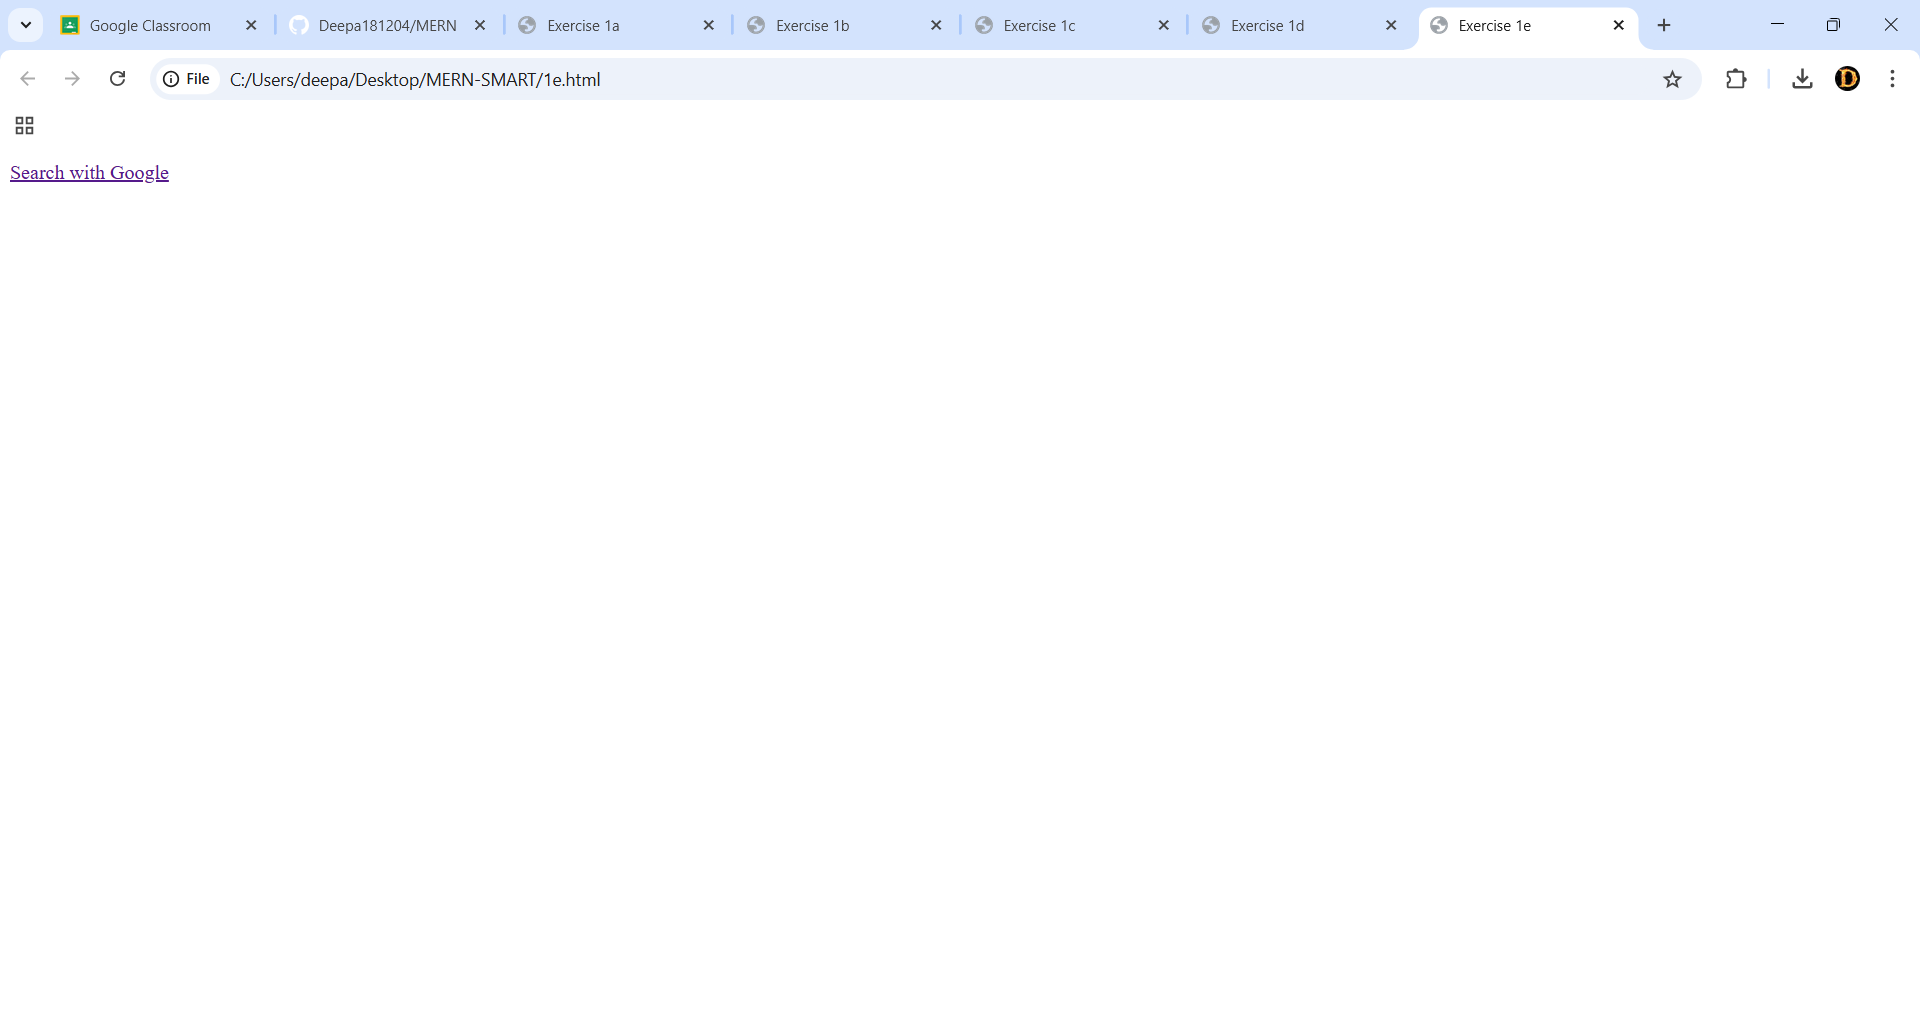 Google Classroom
Deepa181204/MERN
Exercise 1a
Exercise 1b
Exercise 1c
Exercise 1d
Exercise 1e
File
C:/Users/deepa/Desktop/MERN-SMART/1e.html
D
Search with Google